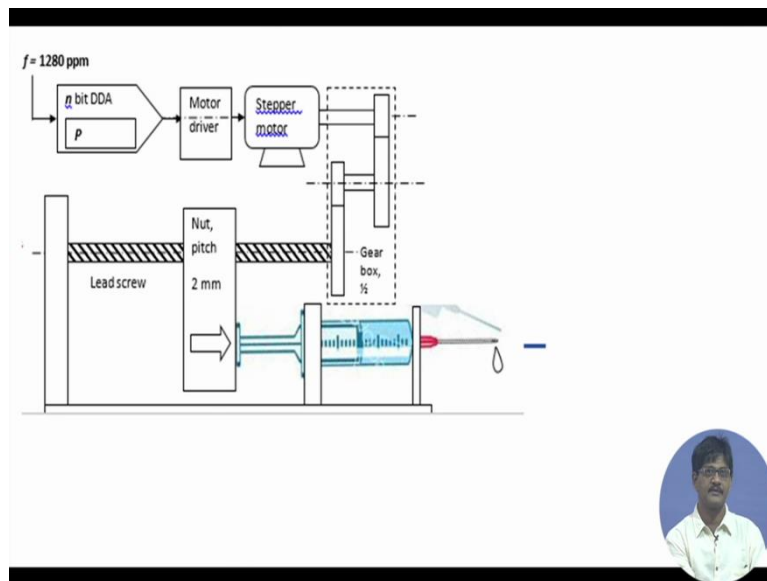 f = 1280 ppm
n bit DDA
P
Motor
driver
Stepper
motor
Nut,
pitch
2 mm
Lead screw
Gear
box,
½